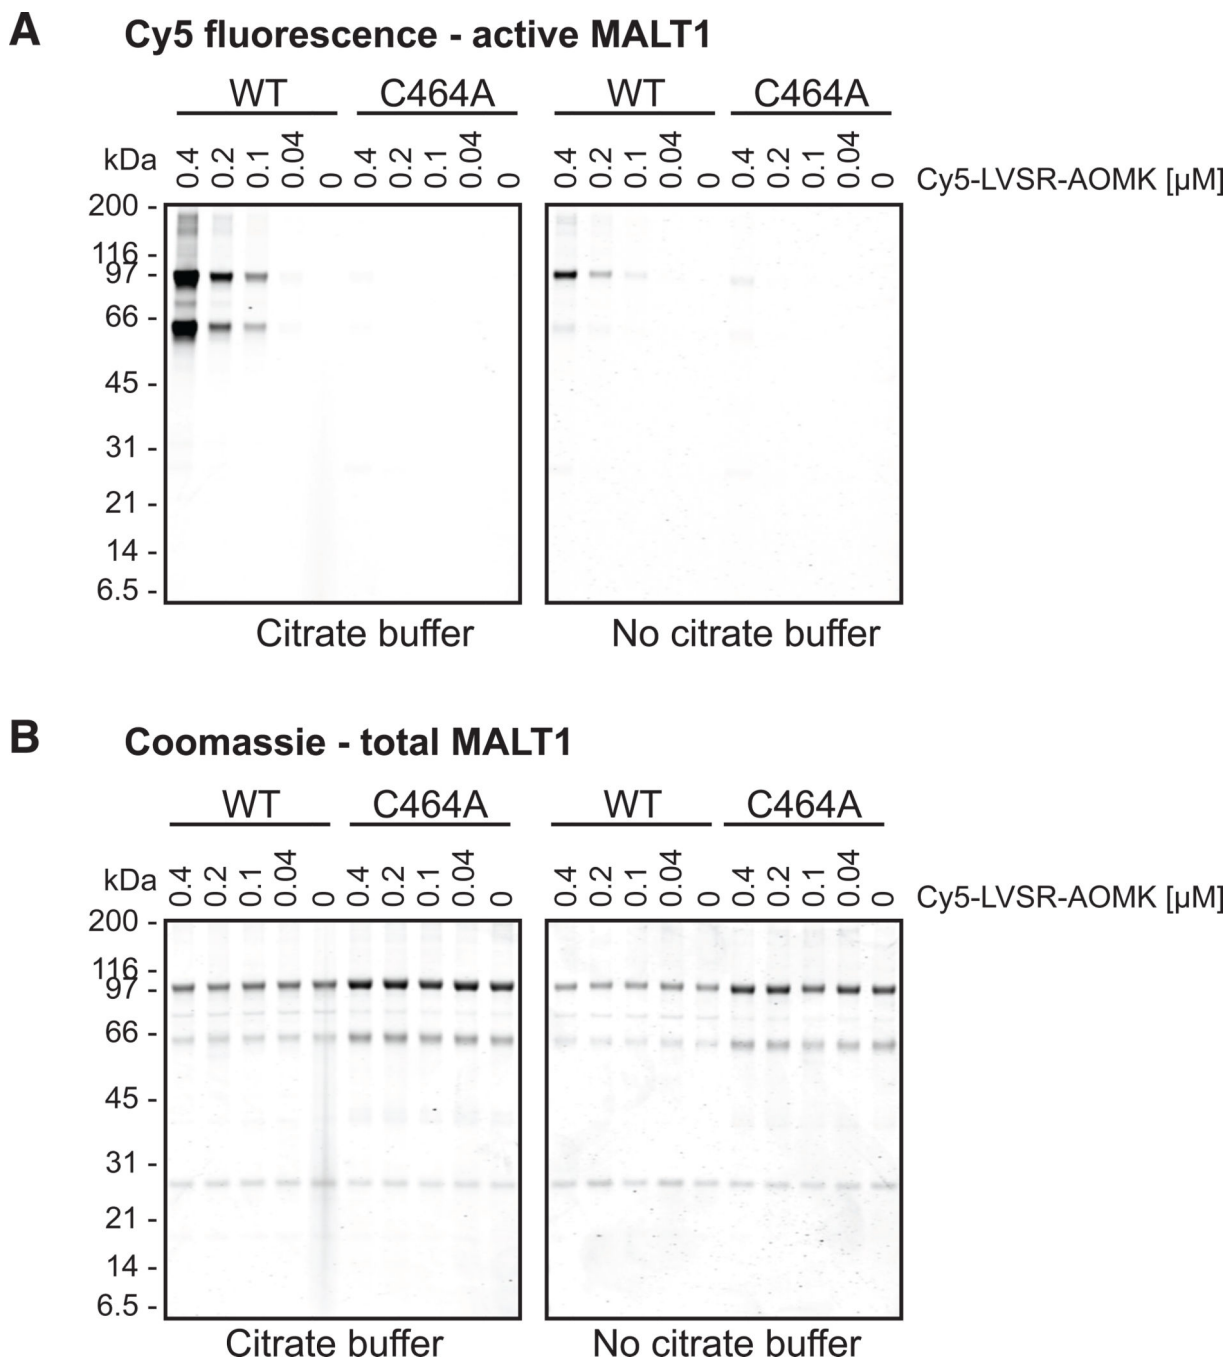 A Cy5 fluorescence - active MALT1
WT C464A WT C464A
kDa 0.4 0.2 0.1 0.04 0 0.4 0.2 0.1 0.04 0 0.4 0.2 0.1 0.04 0 0.4 0.2 0.1 0.04 0 Cy5-LVSR-AOMK [µM]
200 -
116 -
97 -
66 -
45 -
31 -
21 -
14 -
6.5 -
Citrate buffer No citrate buffer
B Coomassie - total MALT1
WT C464A WT C464A
kDa 0.4 0.2 0.1 0.04 0 0.4 0.2 0.1 0.04 0 0.4 0.2 0.1 0.04 0 0.4 0.2 0.1 0.04 0 Cy5-LVSR-AOMK [µM]
200 -
116 -
97 -
66 -
45 -
31 -
21 -
14 -
6.5 -
Citrate buffer No citrate buffer